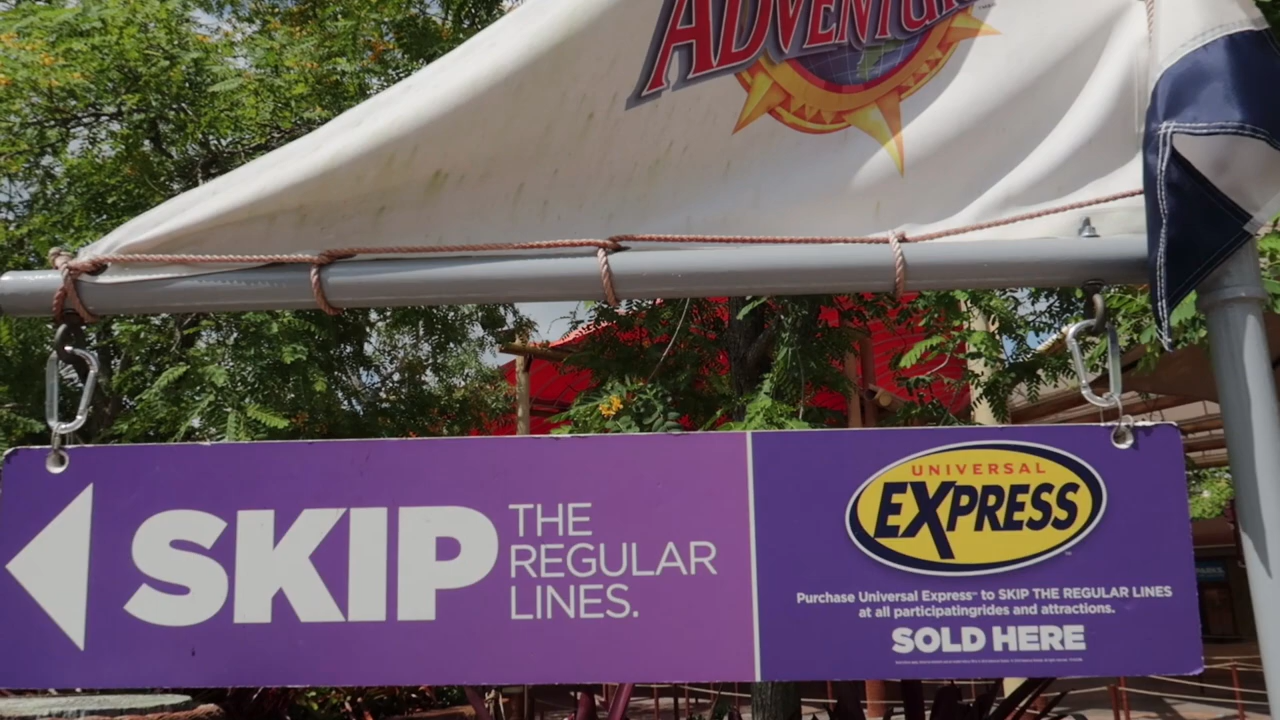 ADVENTUR
SKIP
THE
REGULAR
LINES.
UNIVERSAL
EXPRESS
Purchase Universal Express™ to SKIP THE REGULAR LINES
at all participatingrides and attractions.
SOLD HERE